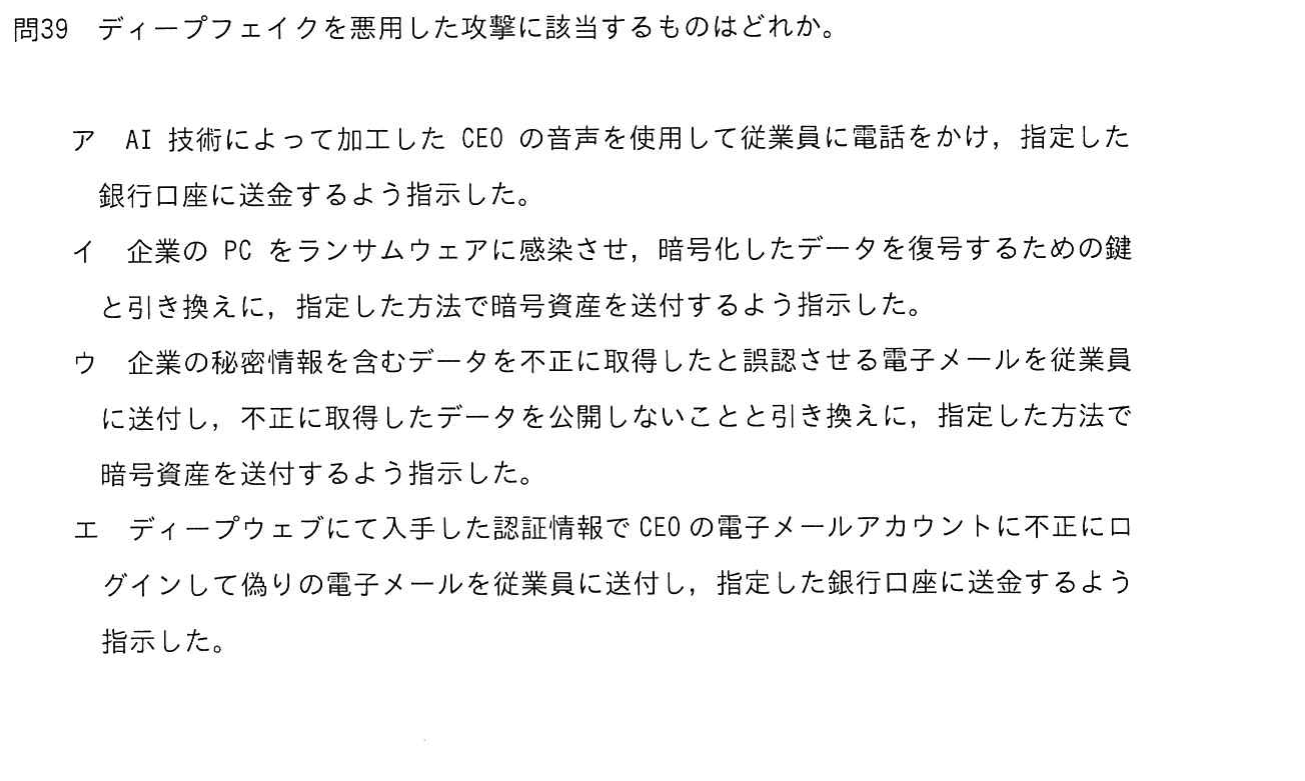 問39　ディープフェイクを悪用した攻撃に該当するものはどれか。
ア　AI 技術によって加工した CEO の音声を使用して従業員に電話をかけ，指定した
銀行口座に送金するよう指示した。
イ　企業の PC をランサムウェアに感染させ，暗号化したデータを復号するための鍵
と引き換えに，指定した方法で暗号資産を送付するよう指示した。
ウ　企業の秘密情報を含むデータを不正に取得したと誤認させる電子メールを従業員
に送付し，不正に取得したデータを公開しないことと引き換えに，指定した方法で
暗号資産を送付するよう指示した。
エ　ディープウェブにて入手した認証情報で CEO の電子メールアカウントに不正にロ
グインして偽りの電子メールを従業員に送付し，指定した銀行口座に送金するよう
指示した。